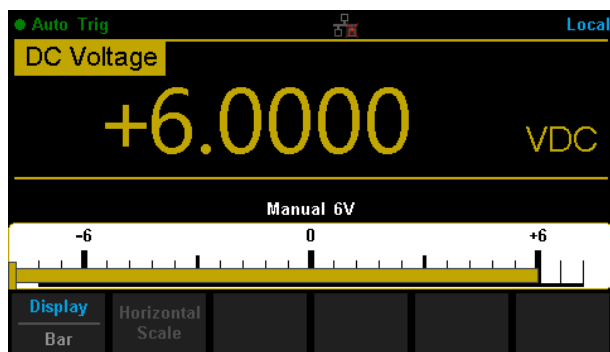 Auto Trig
Local
DC Voltage
+6.0000 VDC
Manual 6V
-6 0 +6
Display Horizontal
Bar Scale